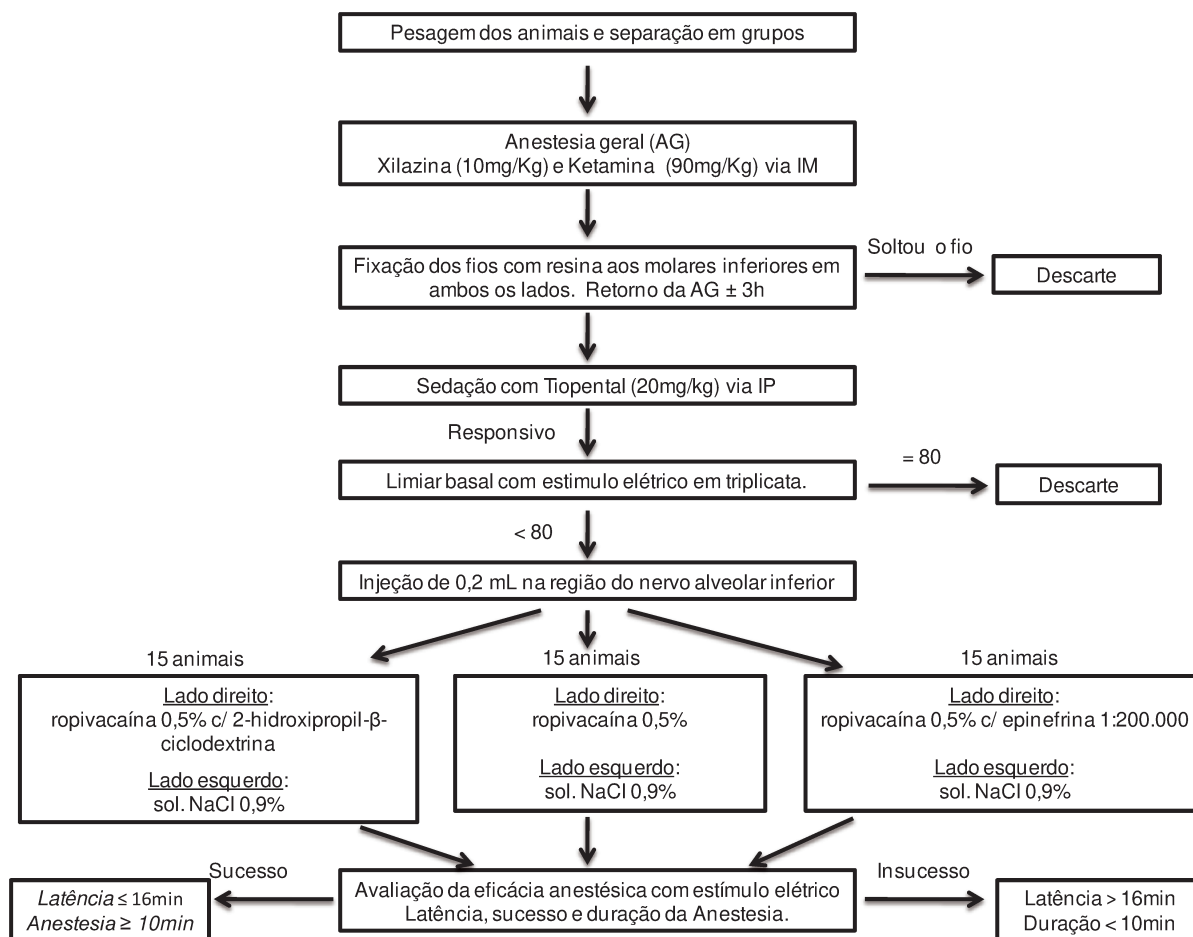 Pesagem dos animais e separação em grupos
Anestesia geral (AG)
Xilazina (10mg/Kg) e Ketamina (90mg/Kg) via IM
Soltou o fio
Fixação dos fios com resina aos molares inferiores em
ambos os lados. Retorno da AG ± 3h
Descarte
Sedação com Tiopental (20mg/kg) via IP
Responsivo
= 80
Limiar basal com estimulo elétrico em triplicata.
Descarte
< 80
Injeção de 0,2 mL na região do nervo alveolar inferior
15 animais
Lado direito:
ropivacaína 0,5% c/ 2-hidroxipropil-β-
ciclodextrina
Lado esquerdo:
sol. NaCl 0,9%
15 animais
Lado direito:
ropivacaína 0,5%
Lado esquerdo:
sol. NaCl 0,9%
15 animais
Lado direito:
ropivacaína 0,5% c/ epinefrina 1:200.000
Lado esquerdo:
sol. NaCl 0,9%
Sucesso
Insucesso
Latência ≤ 16min
Anestesia ≥ 10min
Avaliação da eficácia anestésica com estímulo elétrico
Latência, sucesso e duração da Anestesia.
Latência > 16min
Duração < 10min